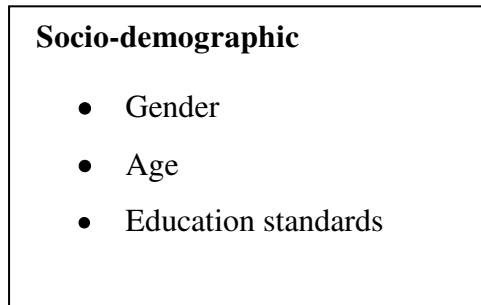 Socio-demographic
• Gender
• Age
• Education standards